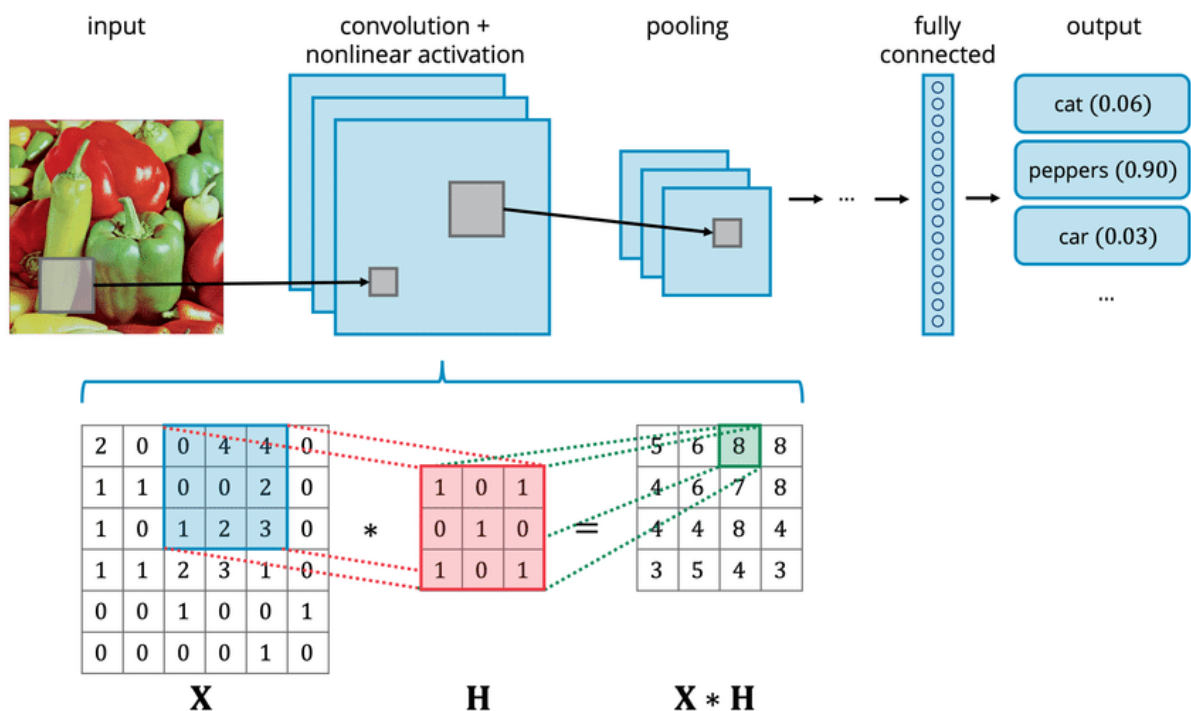 input
convolution +
nonlinear activation
pooling
fully
connected
output
cat (0.06)
peppers (0.90)
car (0.03)
...
...
2 0 0 4 4 0
1 1 0 0 2 0
1 0 1 2 3 0
1 1 2 3 1 0
0 0 1 0 0 1
0 0 0 0 1 0
*
1 0 1
0 1 0
1 0 1
=
5 6 8 8
4 6 7 8
4 4 8 4
3 5 4 3
X
H
X * H